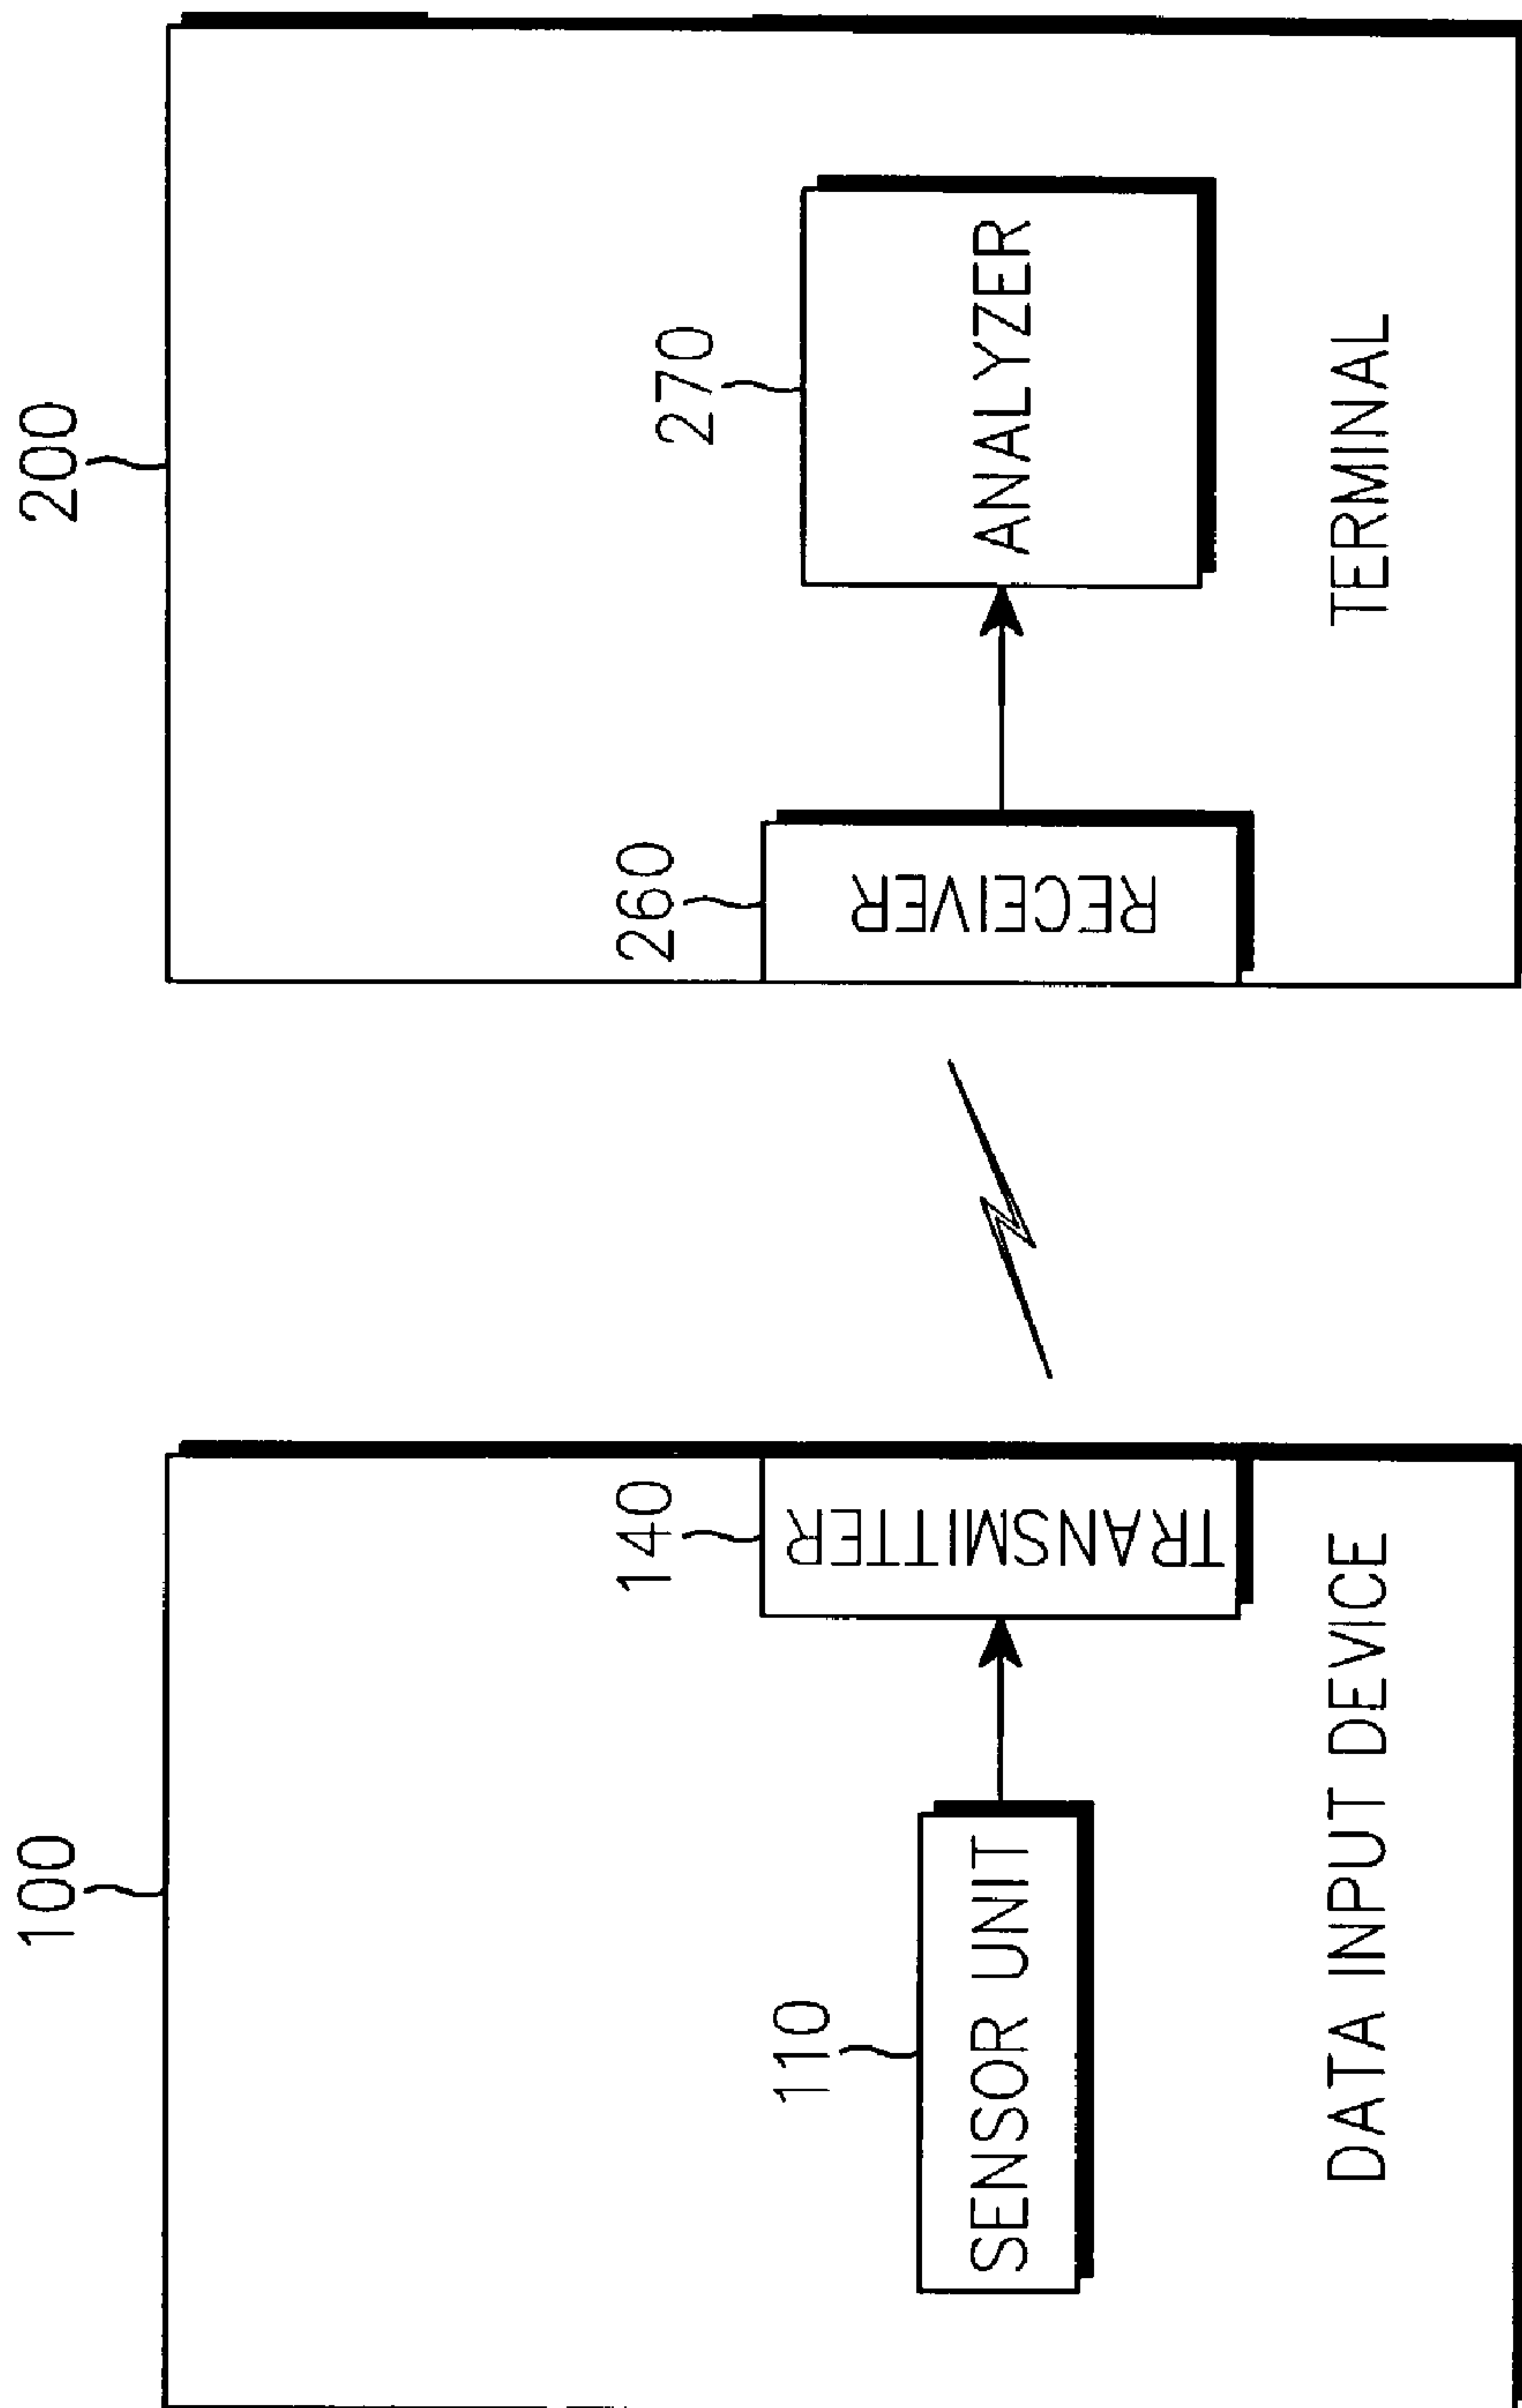 100
110
SENSOR UNIT
140
TRANSMITTER
DATA INPUT DEVICE
200
260
RECEIVER
270
ANALYZER
TERMINAL